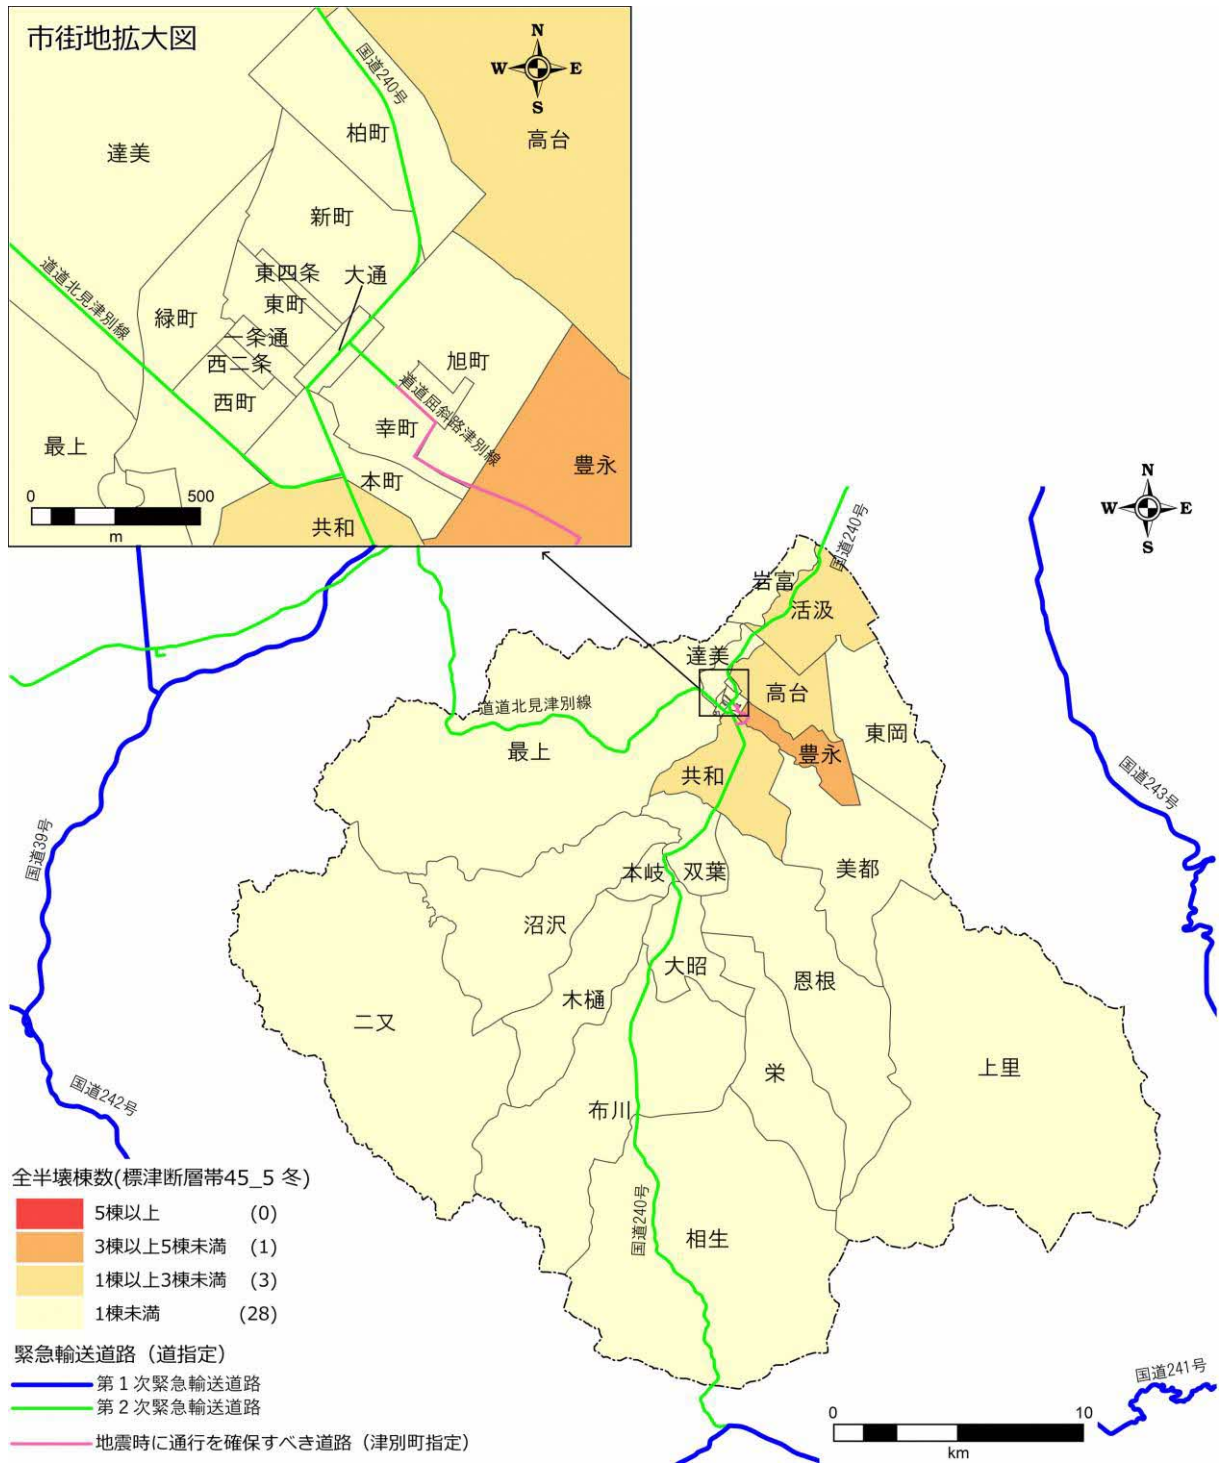 市街地拡大図
N
W E
S
国道240号
柏町
高台
達美
新町
東四条
大通
東町
緑町
一条通
西二条
西町
旭町
道道北見津別線
道道屈斜路津別線
幸町
最上
本町
豊永
共和
0 500
m
N
W E
S
国道240号
岩富
活汲
達美
高台
東岡
道道北見津別線
最上
豊永
共和
国道243号
国道39号
本岐
双葉
美都
沼沢
大昭
恩根
木樋
二又
栄
上里
国道242号
布川
国道240号
相生
全半壊棟数(標津断層帯45_5 冬)
5棟以上 (0)
3棟以上5棟未満 (1)
1棟以上3棟未満 (3)
1棟未満 (28)
緊急輸送道路（道指定）
第１次緊急輸送道路
第２次緊急輸送道路
地震時に通行を確保すべき道路（津別町指定）
国道241号
0 10
km